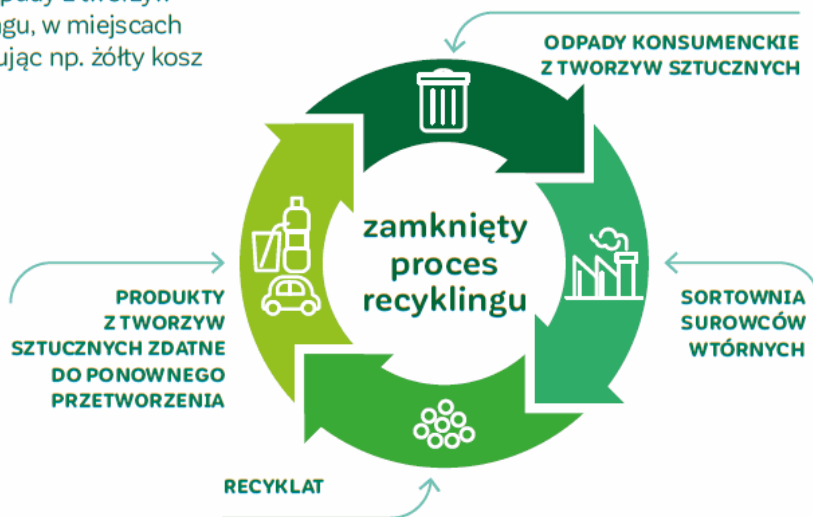 ngu, w miejscach
ując np. żółty kosz
ODPADY KONSUMENCKIE
Z TWORZYW SZTUCZNYCH
zamknięty
proces
recyklingu
PRODUKTY
Z TWORZYW
SZTUCZNYCH ZDATNE
DO PONOWNEGO
PRZETWORZENIA
SORTOWNIA
SUROWCÓW
WTÓRNYCH
RECYKLAT